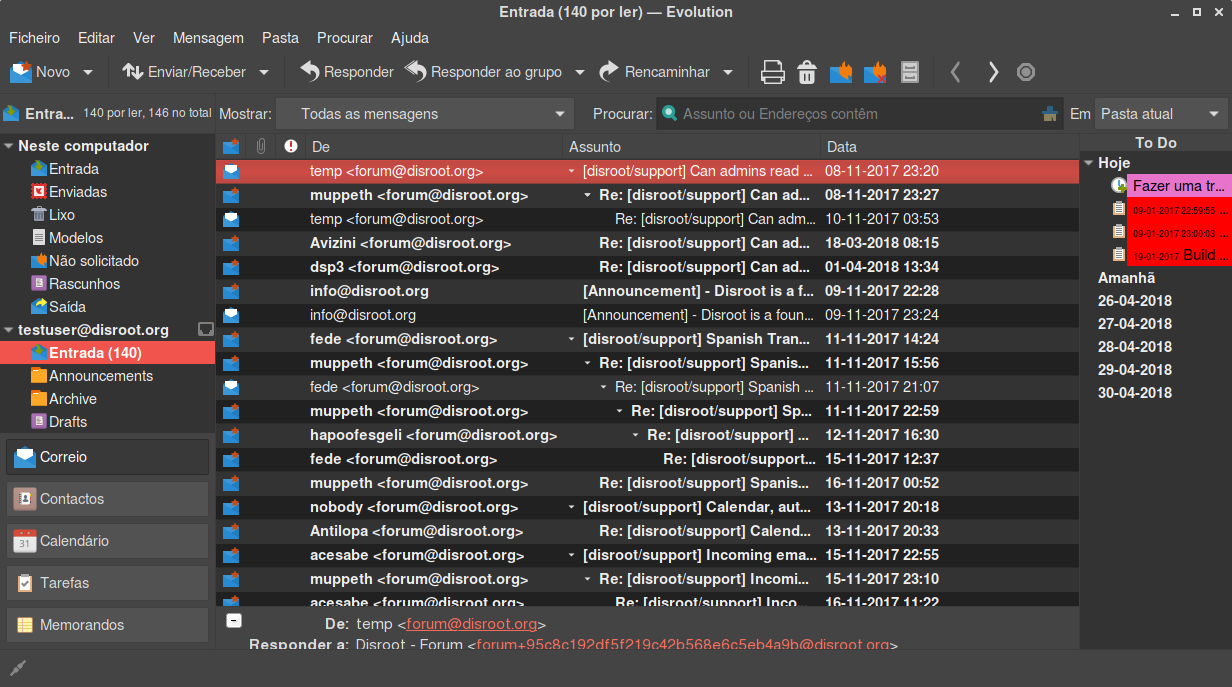 Entrada (140 por ler) — Evolution
Ficheiro Editar Ver Mensagem Pasta Procurar Ajuda
Novo Enviar/Receber Responder Responder ao grupo Rencaminhar
Entra... 140 por ler, 146 no total Mostrar: Todas as mensagens Procurar: Assunto ou Endereços contêm Em Pasta atual
Neste computador
Entrada
Enviadas
Lixo
Modelos
Não solicitado
Rascunhos
Saída
testuser@disroot.org
Entrada (140)
Announcements
Archive
Drafts
Correio
Contactos
31 Calendário
Tarefas
Memorandos
De Assunto Data
temp <forum@disroot.org> [disroot/support] Can admins read ... 08-11-2017 23:20
muppeth <forum@disroot.org> Re: [disroot/support] Can ad... 08-11-2017 23:27
temp <forum@disroot.org> Re: [disroot/support] Can adm... 10-11-2017 03:53
Avizini <forum@disroot.org> Re: [disroot/support] Can ad... 18-03-2018 08:15
dsp3 <forum@disroot.org> Re: [disroot/support] Can ad... 01-04-2018 13:34
info@disroot.org [Announcement] - Disroot is a f... 09-11-2017 22:28
info@disroot.org [Announcement] - Disroot is a foun... 09-11-2017 23:24
fede <forum@disroot.org> [disroot/support] Spanish Tran... 11-11-2017 14:24
muppeth <forum@disroot.org> Re: [disroot/support] Spanis... 11-11-2017 15:56
fede <forum@disroot.org> Re: [disroot/support] Spanish ... 11-11-2017 21:07
muppeth <forum@disroot.org> Re: [disroot/support] Sp... 11-11-2017 22:59
hapoofesgeli <forum@disroot.org> Re: [disroot/support] ... 12-11-2017 16:30
fede <forum@disroot.org> Re: [disroot/support... 15-11-2017 12:37
muppeth <forum@disroot.org> Re: [disroot/support] Spanis... 16-11-2017 00:52
nobody <forum@disroot.org> [disroot/support] Calendar, aut... 13-11-2017 20:18
Antilopa <forum@disroot.org> Re: [disroot/support] Calend... 13-11-2017 20:33
acesabe <forum@disroot.org> [disroot/support] Incoming ema... 15-11-2017 22:55
muppeth <forum@disroot.org> Re: [disroot/support] Incomi... 15-11-2017 23:10
acesabe <forum@disroot.org> Re: [disroot/support] Inco... 16-11-2017 11:22
De: temp <forum@disroot.org>
Responder a: Disroot - Forum <forum+95c8c192df5f219c42b568e6c5eb4a9b@disroot.org>
To Do
Hoje
Fazer uma tr...
09-01-2017 22:59:55 ...
09-01-2017 23:00:03 ...
19-01-2017 Build ...
Amanhã
26-04-2018
27-04-2018
28-04-2018
29-04-2018
30-04-2018